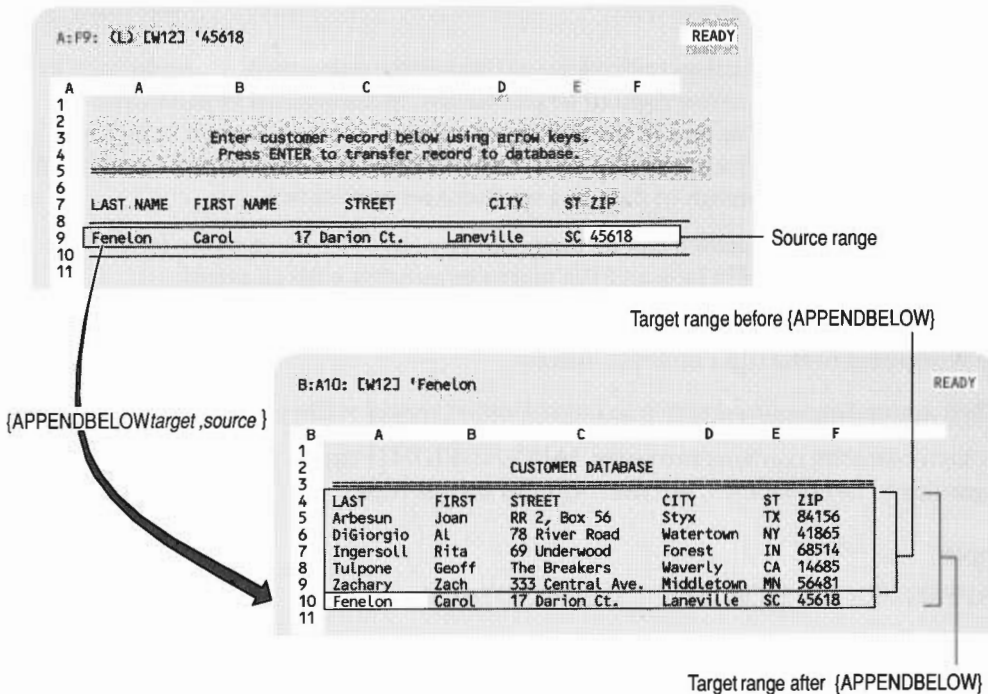 A:F9: {L} [W12] '45618 READY
A A B C D E F
1
2
3 Enter customer record below using arrow keys.
4 Press ENTER to transfer record to database.
5
6
7 LAST NAME FIRST NAME STREET CITY ST ZIP
8
9 Fenelon Carol 17 Darion Ct. Laneville SC 45618
10
11
Source range
Target range before {APPENDBELOW}
{APPENDBELOWtarget ,source }
B:A10: [W12] 'Fenelon READY
B A B C D E F
1
2 CUSTOMER DATABASE
3
4 LAST FIRST STREET CITY ST ZIP
5 Arbesun Joan RR 2, Box 56 Styx TX 84156
6 DiGiorgio Al 78 River Road Watertown NY 41865
7 Ingersoll Rita 69 Underwood Forest IN 68514
8 Tulpone Geoff The Breakers Waverly CA 14685
9 Zachary Zach 333 Central Ave. Middletown MN 56481
10 Fenelon Carol 17 Darion Ct. Laneville SC 45618
11
Target range after {APPENDBELOW}